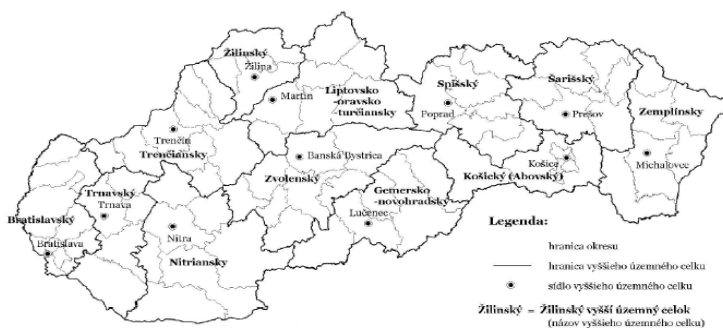 Žilinský
Žilina
Martin
Liptovsko
-oravsko
-turčiansky
Spišský
Poprad
Šarišský
Prešov
Zemplínsky
Michalovce
Trenčín
Trenčiansky
Banská Bystrica
Zvolenský
Gemersko
-novohradský
Lučenec
Košice
Košický (Abovský)
Bratislavský
Bratislava
Trnavský
Trnava
Nitra
Nitriansky
Legenda:
hranica okresu
hranica vyššieho územného celku
sídlo vyššieho územného celku
Žilinský = Žilinský vyšší územný celok
(názov vyššieho územného celku)